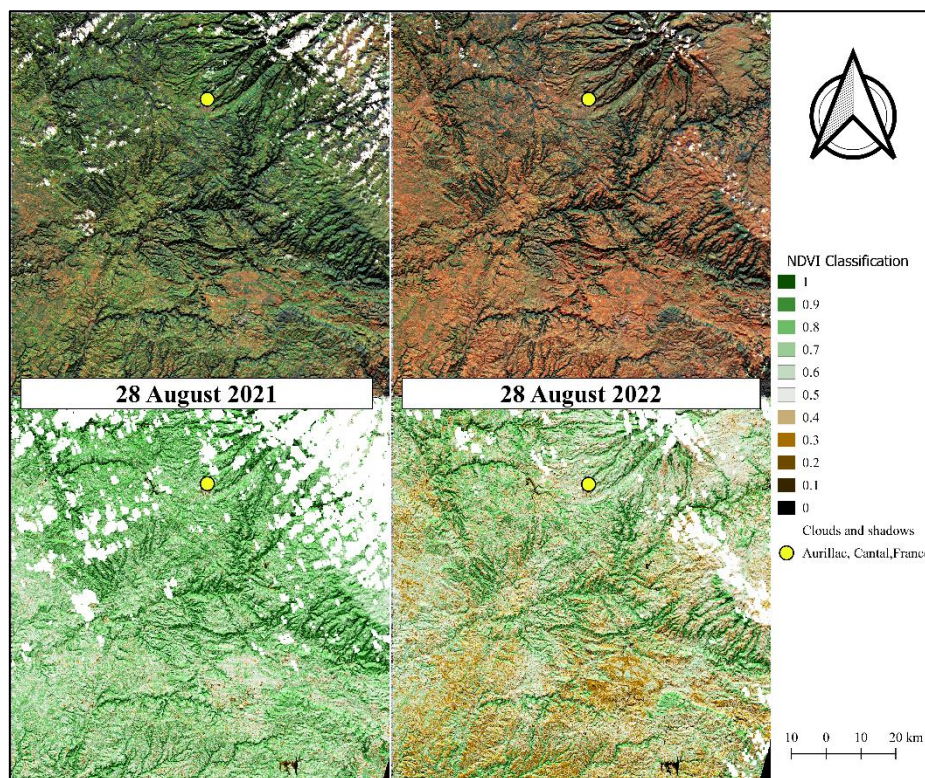 28 August 2021
28 August 2022
NDVI Classification
1
0.9
0.8
0.7
0.6
0.5
0.4
0.3
0.2
0.1
0
Clouds and shadows
Aurillac, Cantal,France
10 0 10 20 km